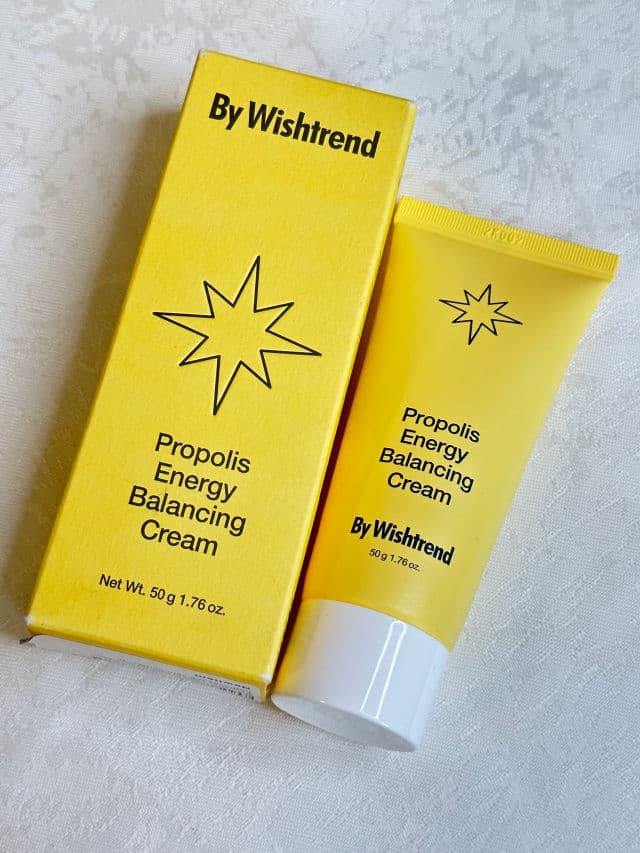 By Wishtrend
Propolis
Energy
Balancing
Cream
Net Wt. 50 g 1.76 oz.
Propolis
Energy
Balancing
Cream
By Wishtrend
50 g 1.76 oz.